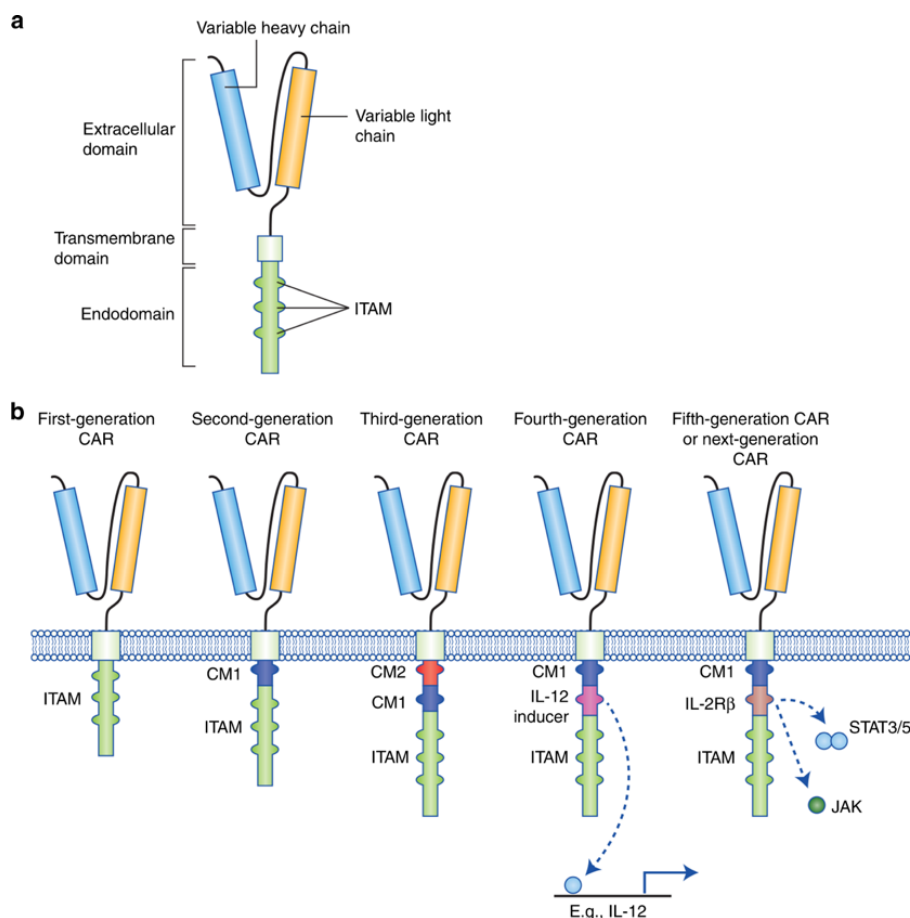 a
Variable heavy chain
Extracellular
domain
Variable light
chain
Transmembrane
domain
Endodomain
ITAM
b
First-generation
CAR
Second-generation
CAR
Third-generation
CAR
Fourth-generation
CAR
Fifth-generation CAR
or next-generation
CAR
ITAM
CM1
ITAM
CM2
CM1
ITAM
CM1
IL-12
inducer
ITAM
CM1
IL-2Rβ
ITAM
STAT3/5
JAK
E.g., IL-12